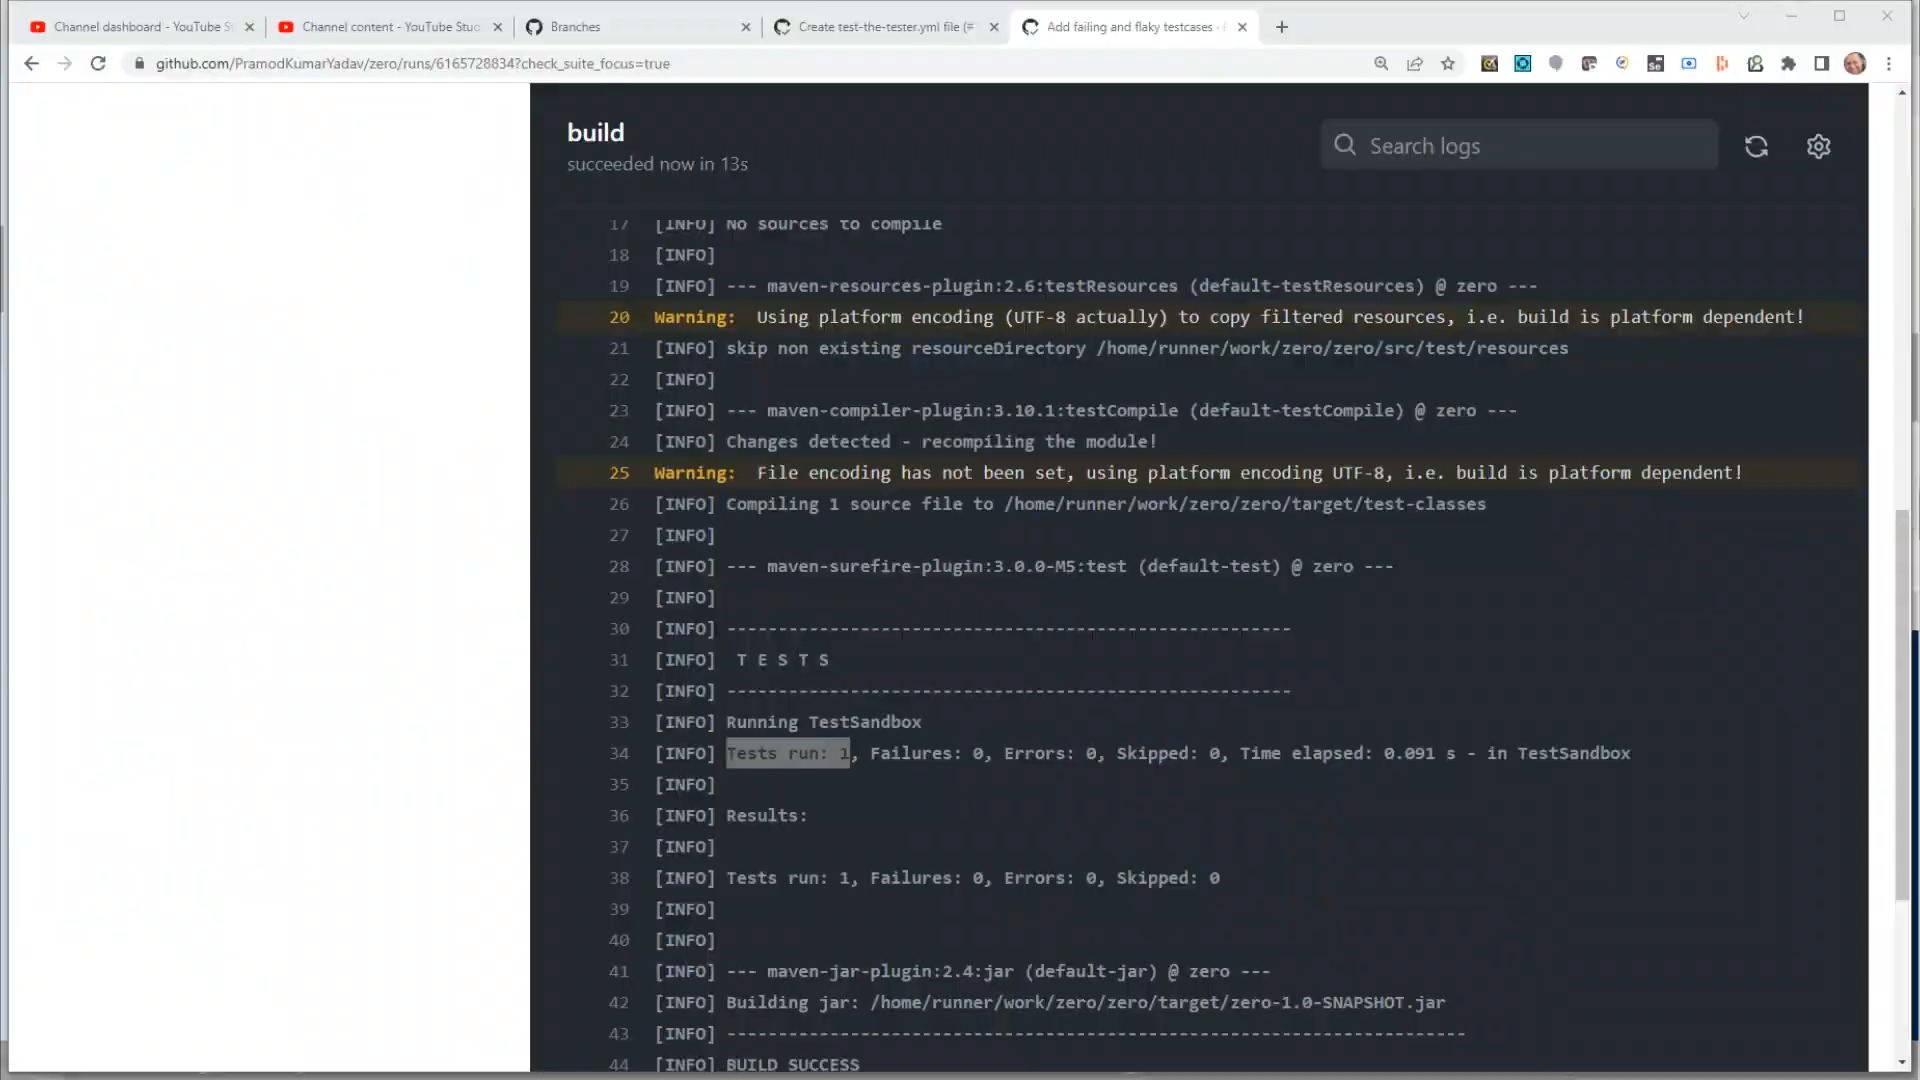 Channel dashboard - YouTube S
Channel content - YouTube Stud
Branches
Create test-the-tester.yml file (#
Add failing and flaky testcases ·
github.com/PramodKumarYadav/zero/runs/6165728834?check_suite_focus=true
build
succeeded now in 13s
Search logs
17 [INFO] No sources to compile
18 [INFO]
19 [INFO] --- maven-resources-plugin:2.6:testResources (default-testResources) @ zero ---
20 Warning:  Using platform encoding (UTF-8 actually) to copy filtered resources, i.e. build is platform dependent!
21 [INFO] skip non existing resourceDirectory /home/runner/work/zero/zero/src/test/resources
22 [INFO]
23 [INFO] --- maven-compiler-plugin:3.10.1:testCompile (default-testCompile) @ zero ---
24 [INFO] Changes detected - recompiling the module!
25 Warning:  File encoding has not been set, using platform encoding UTF-8, i.e. build is platform dependent!
26 [INFO] Compiling 1 source file to /home/runner/work/zero/zero/target/test-classes
27 [INFO]
28 [INFO] --- maven-surefire-plugin:3.0.0-M5:test (default-test) @ zero ---
29 [INFO]
30 [INFO] -------------------------------------------------------
31 [INFO]  T E S T S
32 [INFO] -------------------------------------------------------
33 [INFO] Running TestSandbox
34 [INFO] Tests run: 1, Failures: 0, Errors: 0, Skipped: 0, Time elapsed: 0.091 s - in TestSandbox
35 [INFO]
36 [INFO] Results:
37 [INFO]
38 [INFO] Tests run: 1, Failures: 0, Errors: 0, Skipped: 0
39 [INFO]
40 [INFO]
41 [INFO] --- maven-jar-plugin:2.4:jar (default-jar) @ zero ---
42 [INFO] Building jar: /home/runner/work/zero/zero/target/zero-1.0-SNAPSHOT.jar
43 [INFO] ------------------------------------------------------------------------
44 [INFO] BUILD SUCCESS